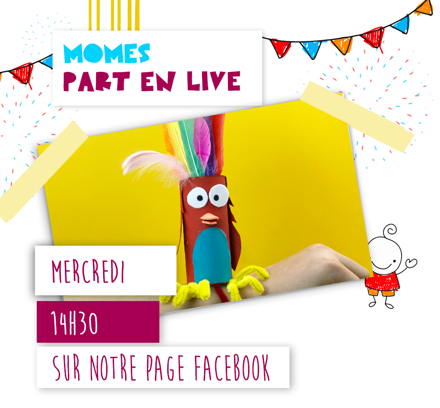 MOMES
PART EN LIVE
MERCREDI
14H30
SUR NOTRE PAGE FACEBOOK